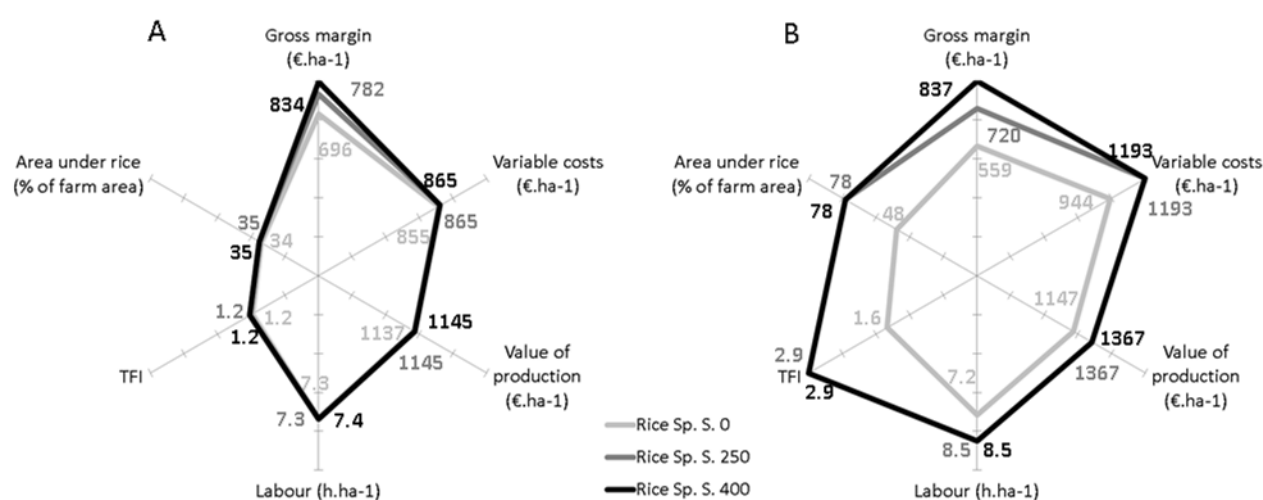 A
Gross margin
(€.ha-1)
834
782
696
Area under rice
(% of farm area)
Variable costs
(€.ha-1)
865
865
855
35
35
34
1.2
1.2
1.2
TFI
1137
1145
1145
Value of
production
(€.ha-1)
7.3
7.3
7.4
Labour (h.ha-1)
B
Gross margin
(€.ha-1)
837
720
559
Area under rice
(% of farm area)
Variable costs
(€.ha-1)
1193
944
1193
78
78
48
1.6
2.9
TFI
2.9
1147
1367
1367
Value of
production
(€.ha-1)
7.2
8.5
8.5
Labour (h.ha-1)
Rice Sp. S. 0
Rice Sp. S. 250
Rice Sp. S. 400